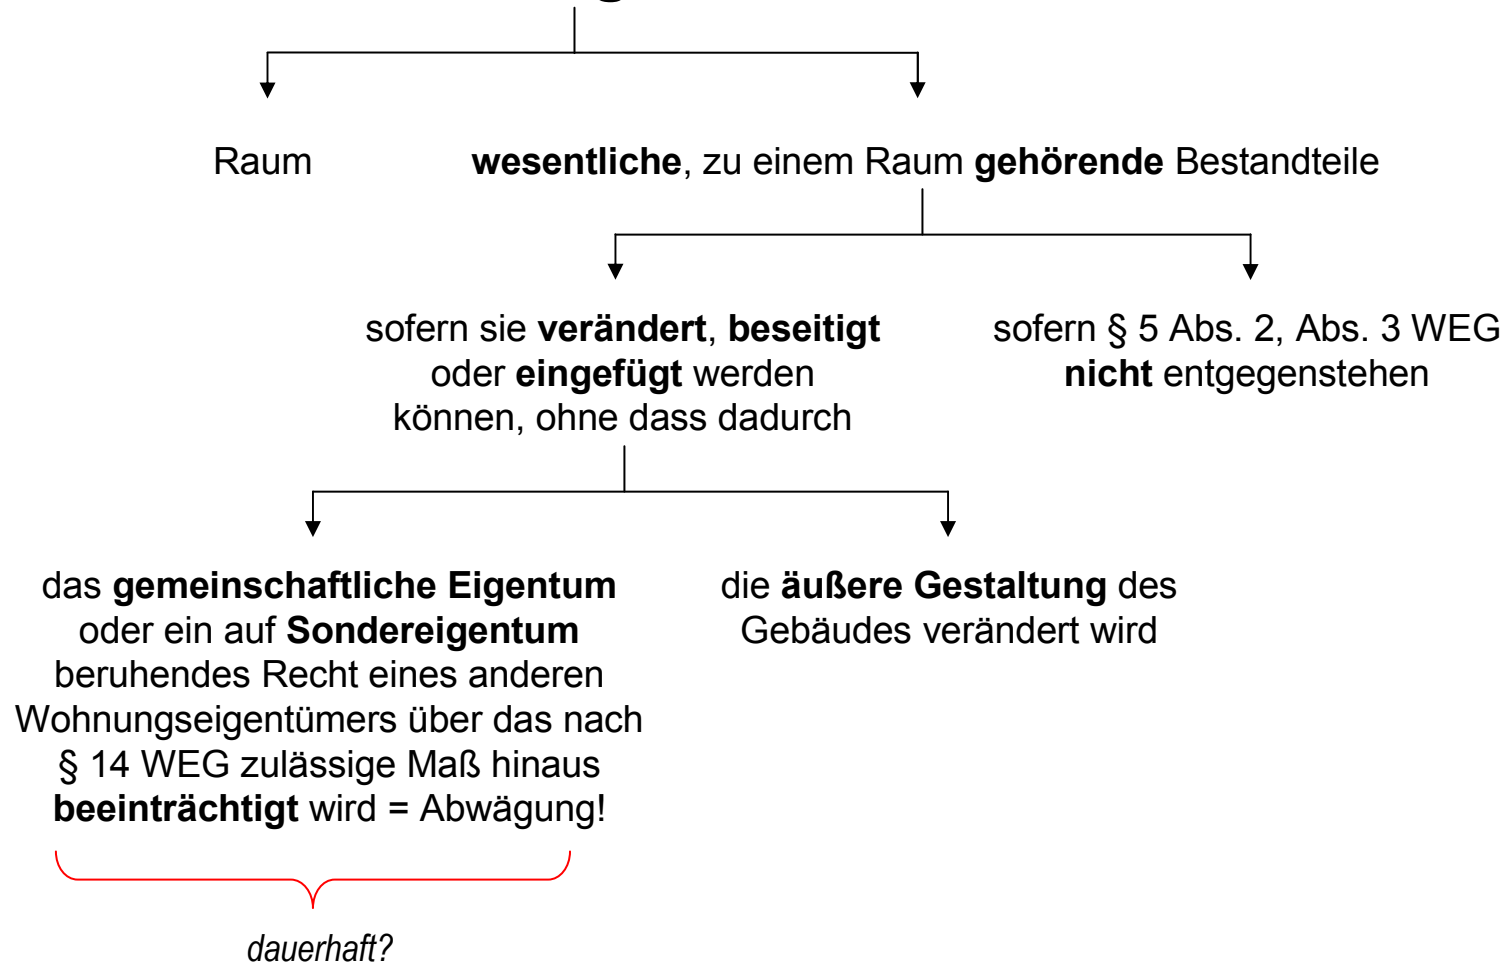 Raum
wesentliche, zu einem Raum gehörende Bestandteile
sofern sie verändert, beseitigt
oder eingefügt werden
können, ohne dass dadurch
sofern § 5 Abs. 2, Abs. 3 WEG
nicht entgegenstehen
das gemeinschaftliche Eigentum
oder ein auf Sondereigentum
beruhendes Recht eines anderen
Wohnungseigentümers über das nach
§ 14 WEG zulässige Maß hinaus
beeinträchtigt wird = Abwägung!
die äußere Gestaltung des
Gebäudes verändert wird
dauerhaft?